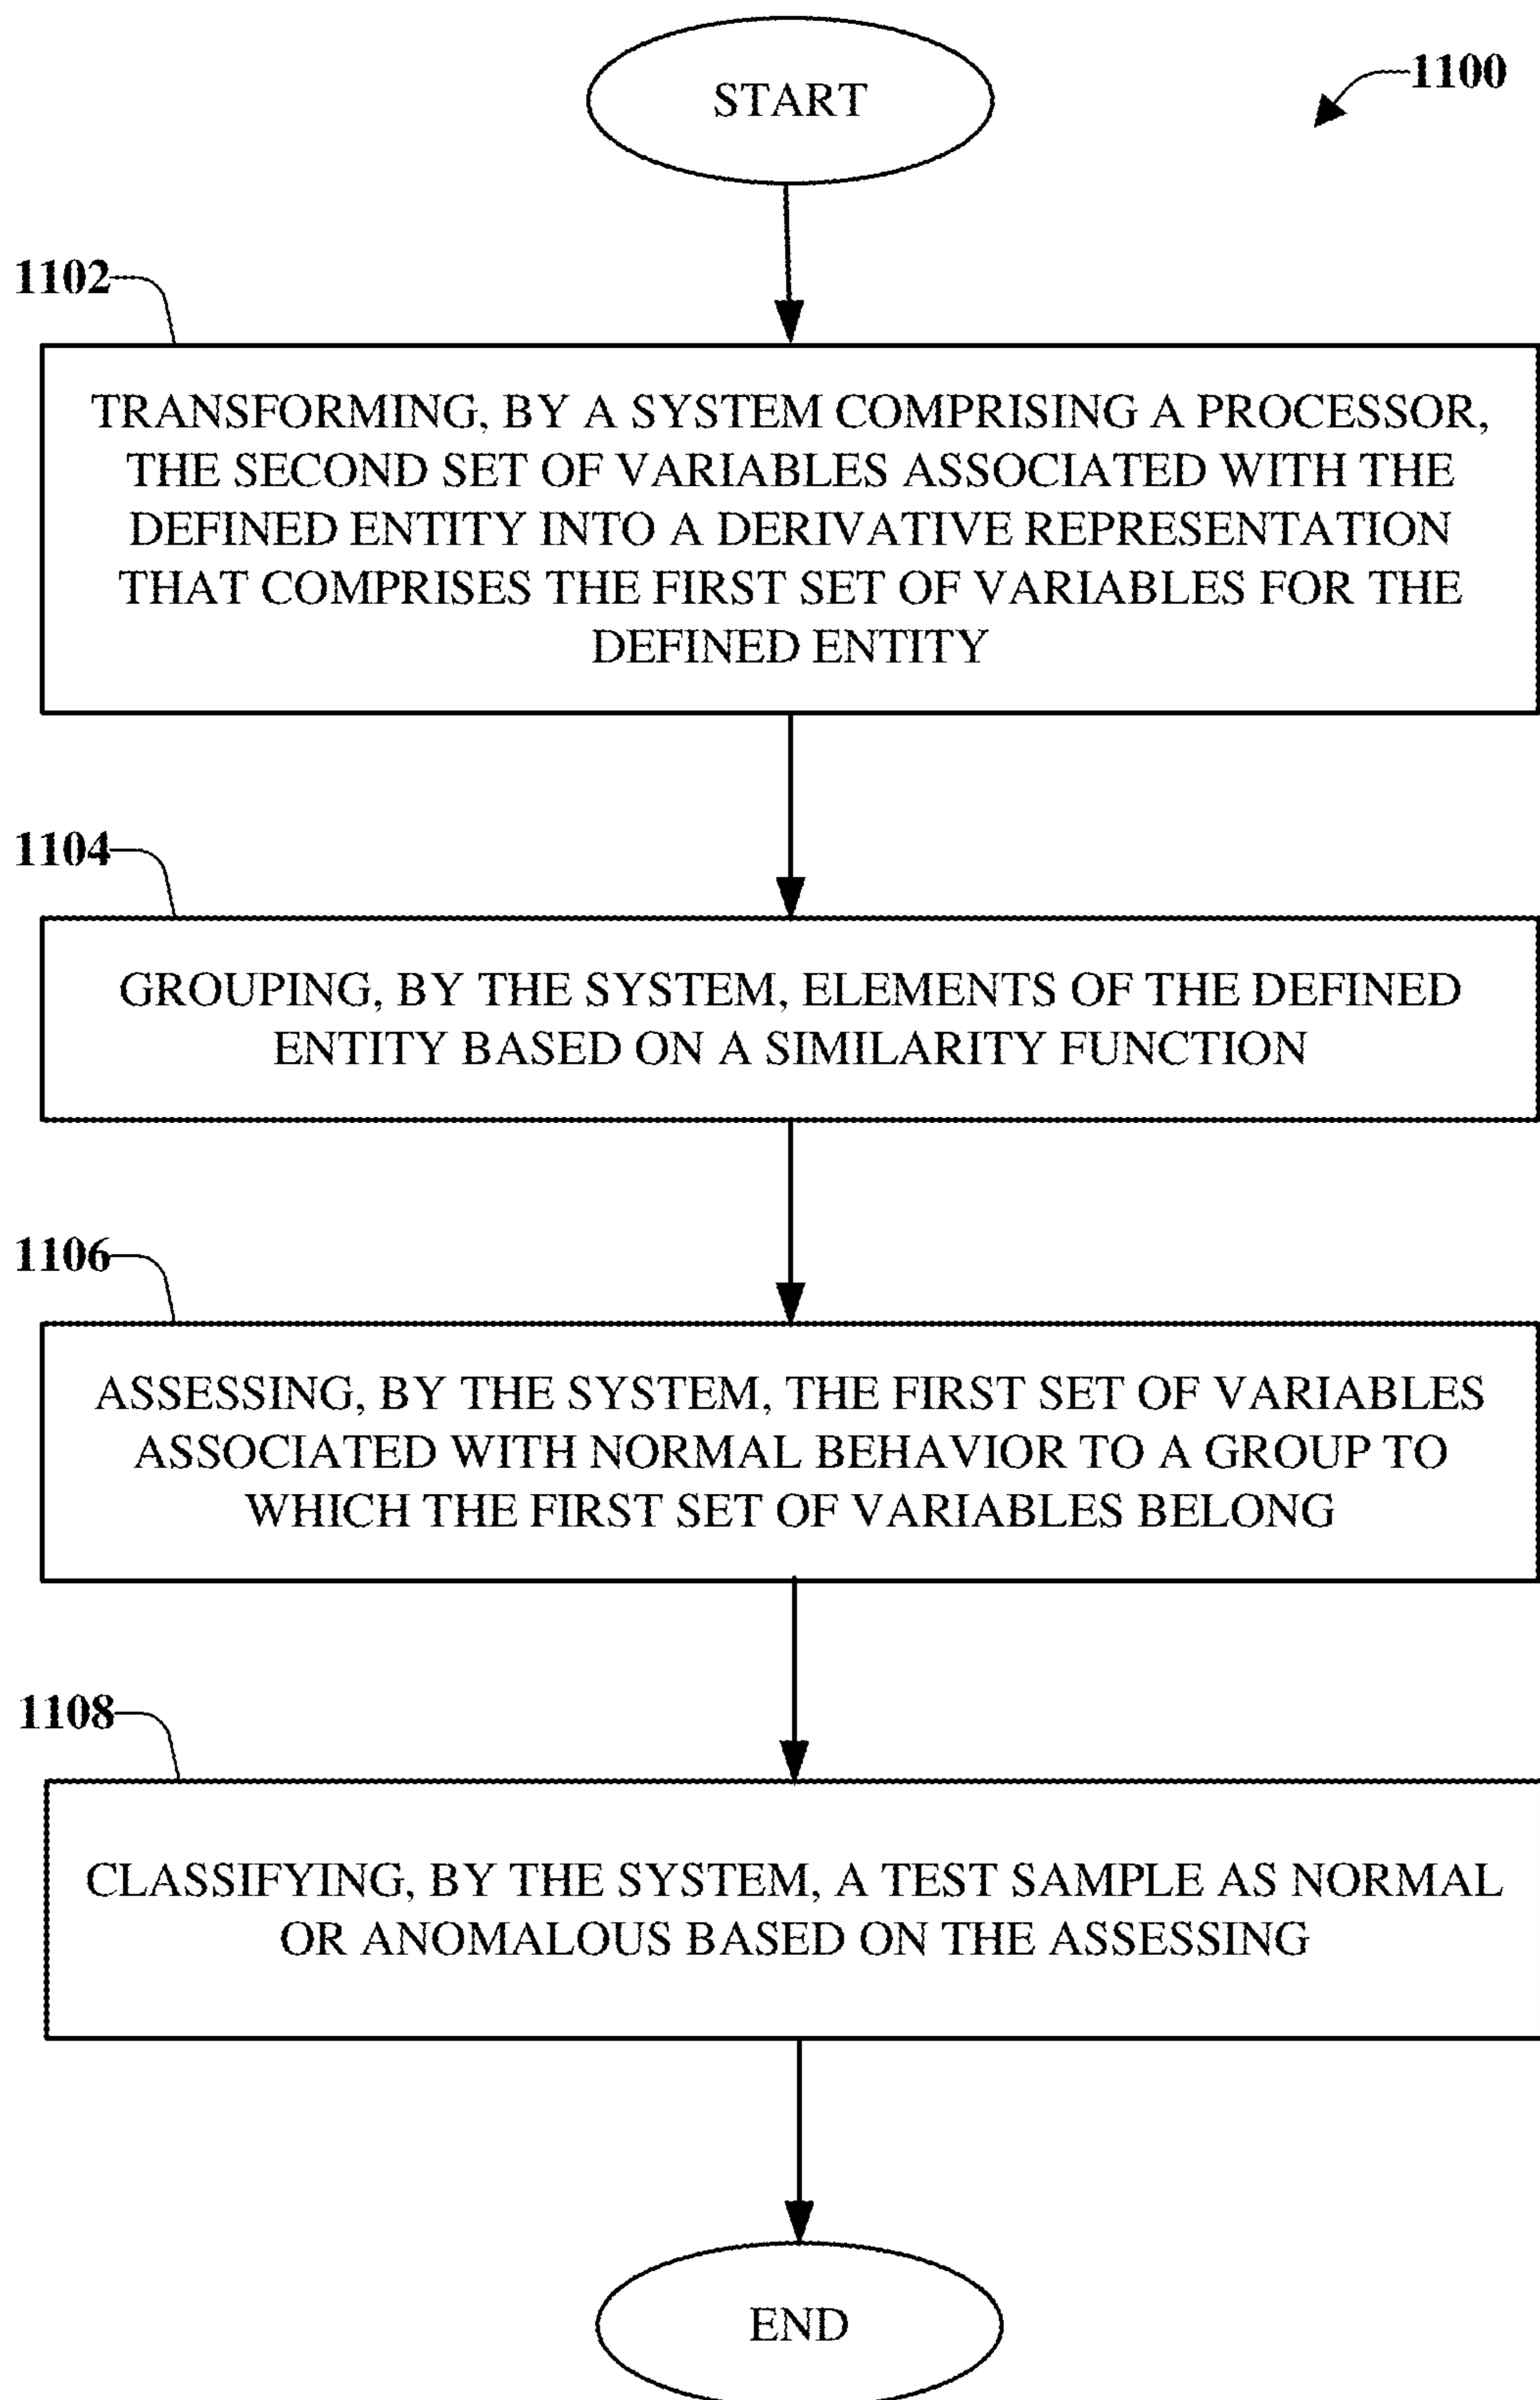 START
1100
1102
TRANSFORMING, BY A SYSTEM COMPRISING A PROCESSOR,
THE SECOND SET OF VARIABLES ASSOCIATED WITH THE
DEFINED ENTITY INTO A DERIVATIVE REPRESENTATION
THAT COMPRISES THE FIRST SET OF VARIABLES FOR THE
DEFINED ENTITY
1104
GROUPING, BY THE SYSTEM, ELEMENTS OF THE DEFINED
ENTITY BASED ON A SIMILARITY FUNCTION
1106
ASSESSING, BY THE SYSTEM, THE FIRST SET OF VARIABLES
ASSOCIATED WITH NORMAL BEHAVIOR TO A GROUP TO
WHICH THE FIRST SET OF VARIABLES BELONG
1108
CLASSIFYING, BY THE SYSTEM, A TEST SAMPLE AS NORMAL
OR ANOMALOUS BASED ON THE ASSESSING
END